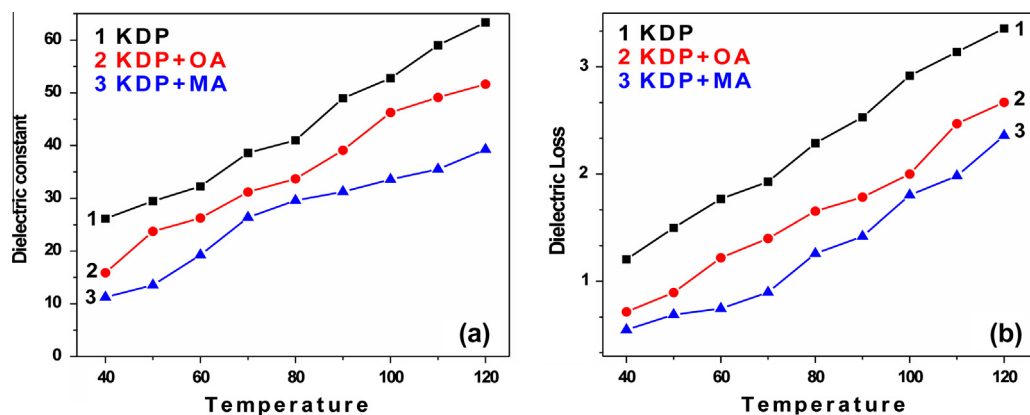 1 KDP
2 KDP+OA
3 KDP+MA
60
50
40
30
20
10
0
Dielectric constant
1
2
3
(a)
40 60 80 100 120
Temperature
1 KDP
2 KDP+OA
3 KDP+MA
3
2
1
Dielectric Loss
1
2
3
(b)
40 60 80 100 120
Temperature